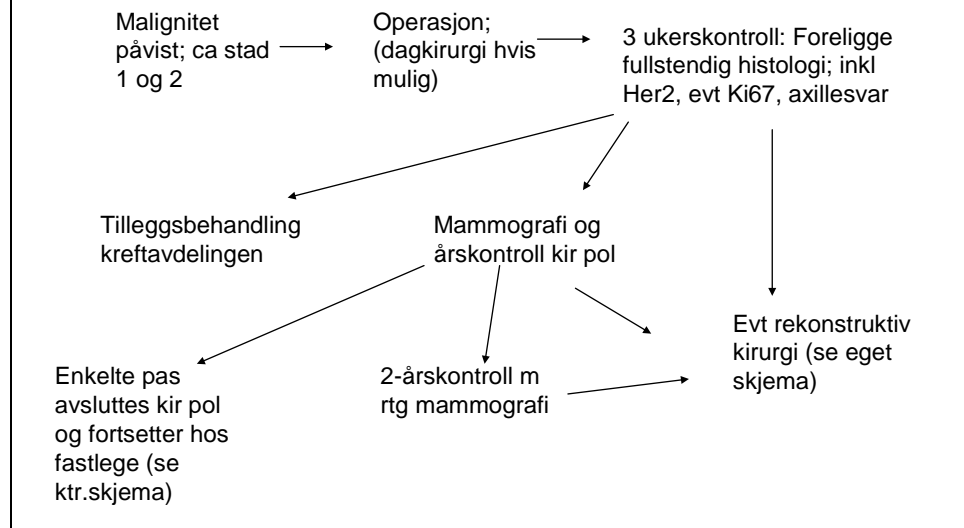 Malignitet
påvist; ca stad
1 og 2
Operasjon;
(dagkirurgi hvis
mulig)
3 ukerskontroll: Foreligge
fullstendig histologi; inkl
Her2, evt Ki67, axillesvar
Tilleggsbehandling
kreftavdelingen
Mammografi og
årskontroll kir pol
Evt rekonstruktiv
kirurgi (se eget
skjema)
Enkelte pas
avsluttes kir pol
og fortsetter hos
fastlege (se
ktr.skjema)
2-årskontroll m
rtg mammografi